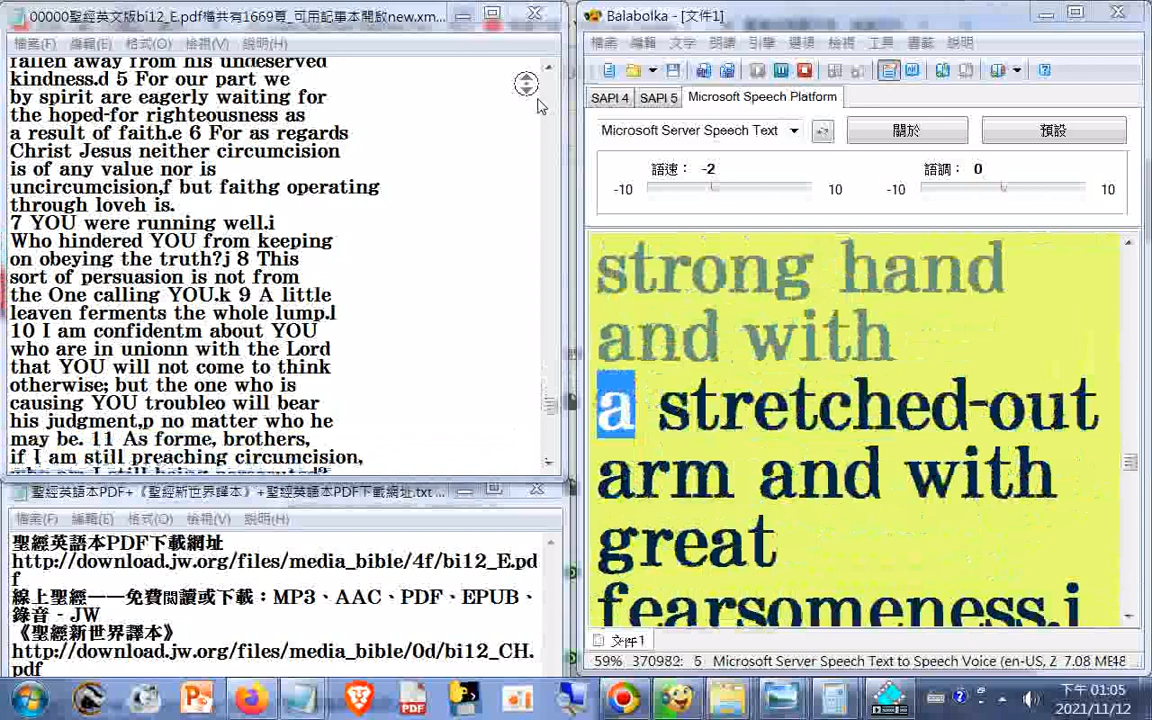 00000聖經英文版bi12_E.pdf檔共有1669頁_可用記事本開啟new.xm...
檔案(F) 編輯(E) 格式(O) 檢視(V) 說明(H)
fallen away from his undeserved
kindness.d 5 For our part we
by spirit are eagerly waiting for
the hoped-for righteousness as
a result of faith.e 6 For as regards
Christ Jesus neither circumcision
is of any value nor is
uncircumcision,f but faithg operating
through loveh is.
7 YOU were running well.i
Who hindered YOU from keeping
on obeying the truth?j 8 This
sort of persuasion is not from
the One calling YOU.k 9 A little
leaven ferments the whole lump.l
10 I am confidentm about YOU
who are in unionn with the Lord
that YOU will not come to think
otherwise; but the one who is
causing YOU troubleo will bear
his judgment,p no matter who he
may be. 11 As forme, brothers,
if I am still preaching circumcision,
who am I still being persecuted?
聖經英語本PDF+《聖經新世界譯本》+聖經英語本PDF下載網址.txt ...
檔案(F) 編輯(E) 格式(O) 檢視(V) 說明(H)
聖經英語本PDF下載網址
http://download.jw.org/files/media_bible/4f/bi12_E.pd
f
線上聖經——免費閱讀或下載：MP3、AAC、PDF、EPUB、
錄音 - JW
《聖經新世界譯本》
http://download.jw.org/files/media_bible/0d/bi12_CH.
pdf
Balabolka - [文件1]
檔案 編輯 文字 朗讀 引擎 選項 檢視 工具 書籤 說明
SAPI 4 SAPI 5 Microsoft Speech Platform
Microsoft Server Speech Text 關於 預設
語速： -2 語調： 0
-10 10 -10 10
strong hand
and with
a stretched-out
arm and with
great
fearsomeness.i
文件1
59% 370982: 5 Microsoft Server Speech Text to Speech Voice (en-US, Z 7.08 ME48
下午 01:05
2021/11/12